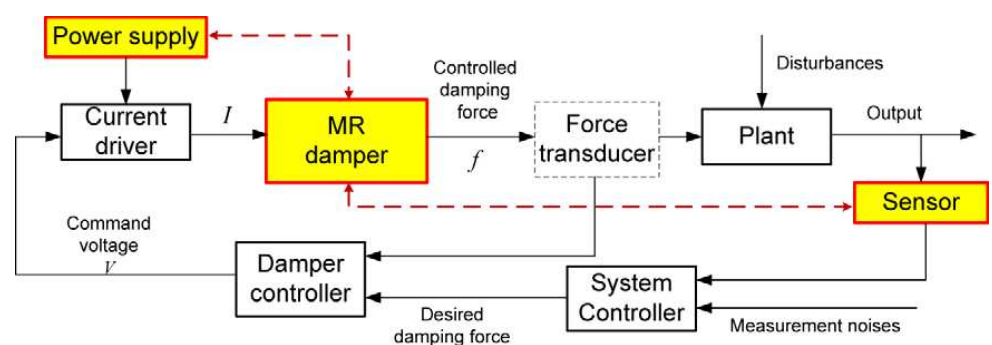 Power supply
Current
driver
I
MR
damper
Controlled
damping
force
f
Force
transducer
Disturbances
Plant
Output
Sensor
Command
voltage
V
Damper
controller
Desired
damping force
System
Controller
Measurement noises